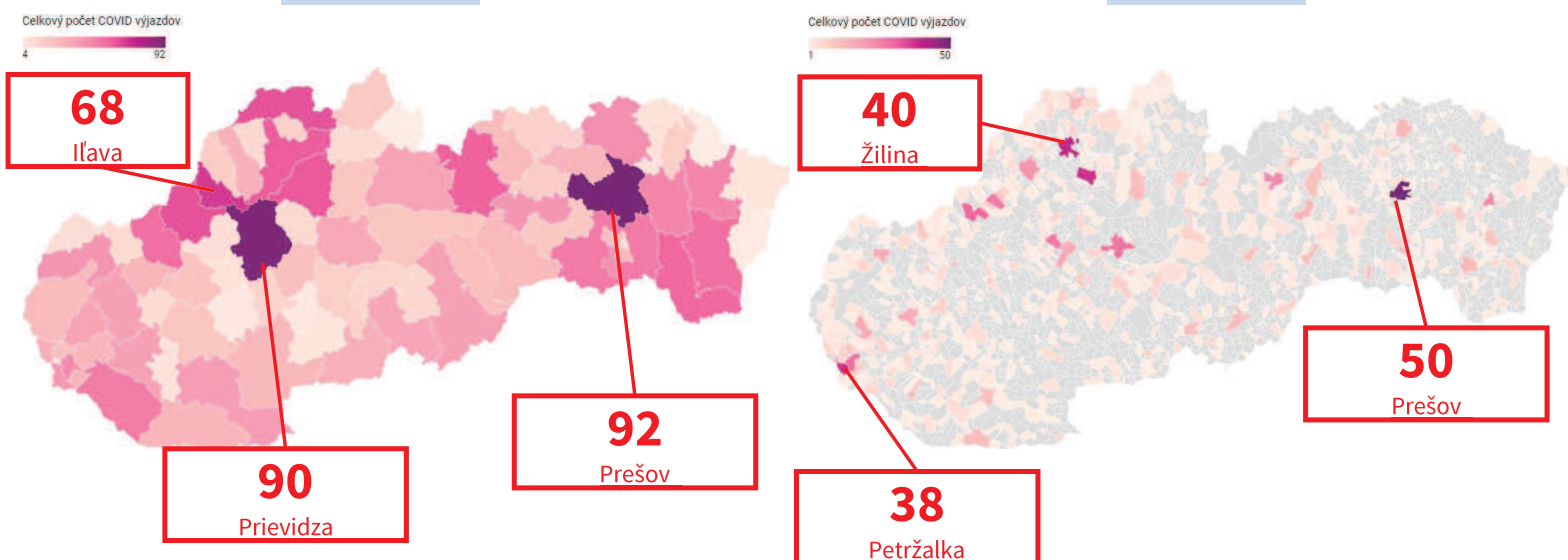 Celkový počet COVID výjazdov
4 92
68
Iľava
90
Prievidza
92
Prešov
Celkový počet COVID výjazdov
1 50
40
Žilina
50
Prešov
38
Petržalka